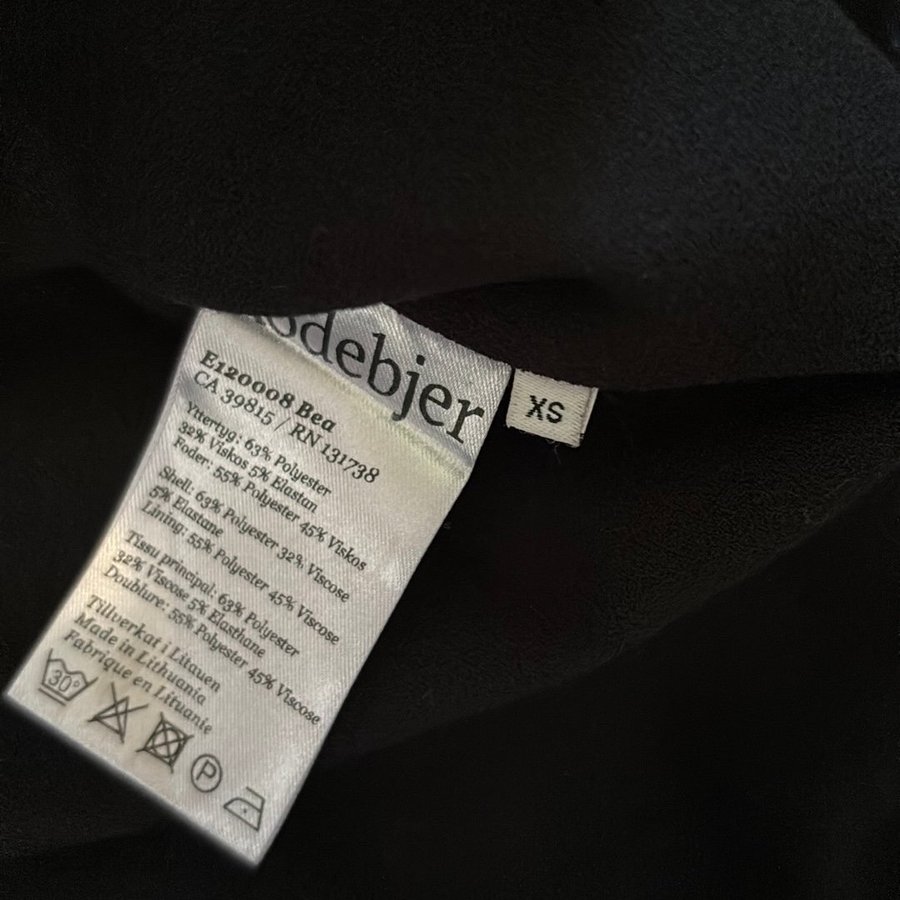 odebjer
XS
E120008 Bea
CA 39815 / RN 131738
Yttertyg: 63% Polyester
32% Viskos 5% Elastan
Foder: 55% Polyester 45% Viskos
Shell: 63% Polyester 32% Viscose
5% Elastane
Lining: 55% Polyester 45% Viscose
Tissu principal: 63% Polyester
32% Viscose 5% Elasthane
Doublure: 55% Polyester 45% Viscose
Tillverkat i Litauen
Made in Lithuania
Fabrique en Lituanie
30°
P